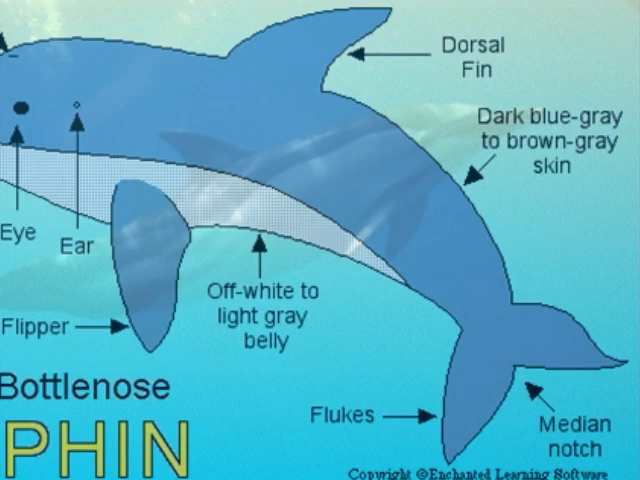 Dorsal
Fin
Dark blue-gray
to brown-gray
skin
Eye
Ear
Off-white to
light gray
belly
Flipper
Bottlenose
PHIN
Flukes
Median
notch
Copyright ©Enchanted Learning Software